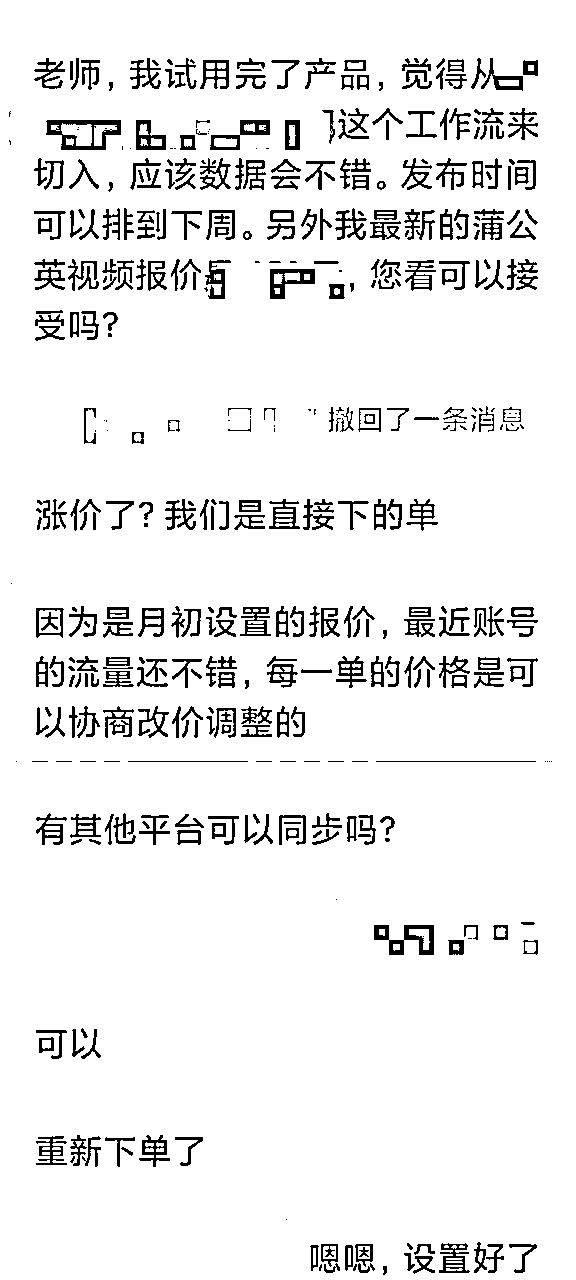 老师，我试用完了产品，觉得从
这个工作流来
切入，应该数据会不错。发布时间
可以排到下周。另外我最新的蒲公
英视频报价 ，您看可以接
受吗？
撤回了一条消息
涨价了？我们是直接下的单
因为是月初设置的报价，最近账号
的流量还不错，每一单的价格是可
以协商改价调整的
有其他平台可以同步吗？
可以
重新下单了
嗯嗯，设置好了